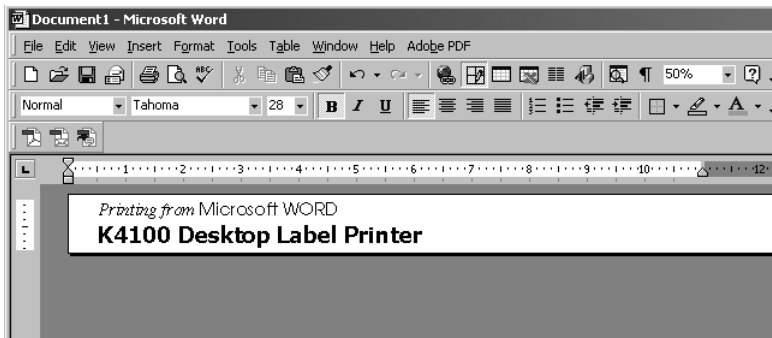 Document1 - Microsoft Word
File Edit View Insert Format Tools Table Window Help Adobe PDF
ABC ¶ 50%
Normal Tahoma 28 B I U A
L 1 2 3 4 5 6 7 8 9 10 12
Printing from Microsoft WORD
K4100 Desktop Label Printer